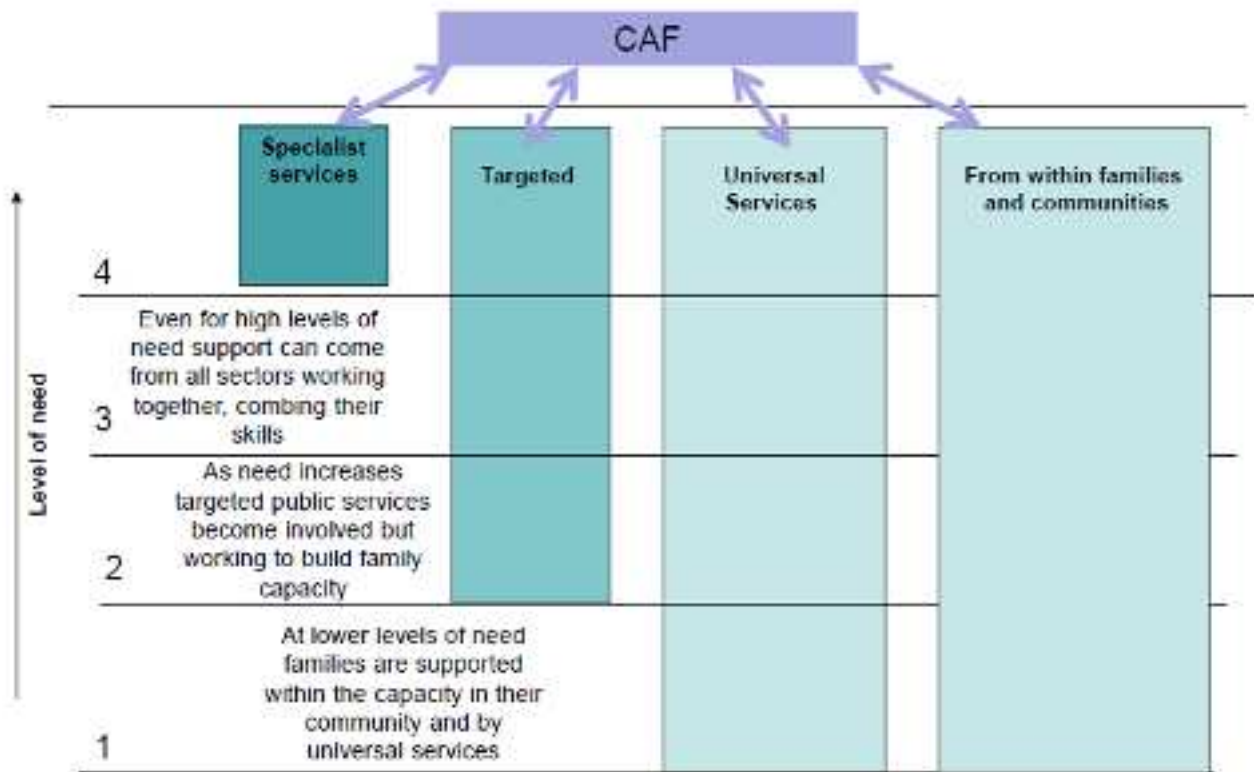 CAF
Specialist
services
Targeted
Universal
Services
From within families
and communities
Level of need
4
Even for high levels of
need support can come
from all sectors working
together, combing their
skills
3
As need increases
targeted public services
become involved but
working to build family
capacity
2
At lower levels of need
families are supported
within the capacity in their
community and by
universal services
1